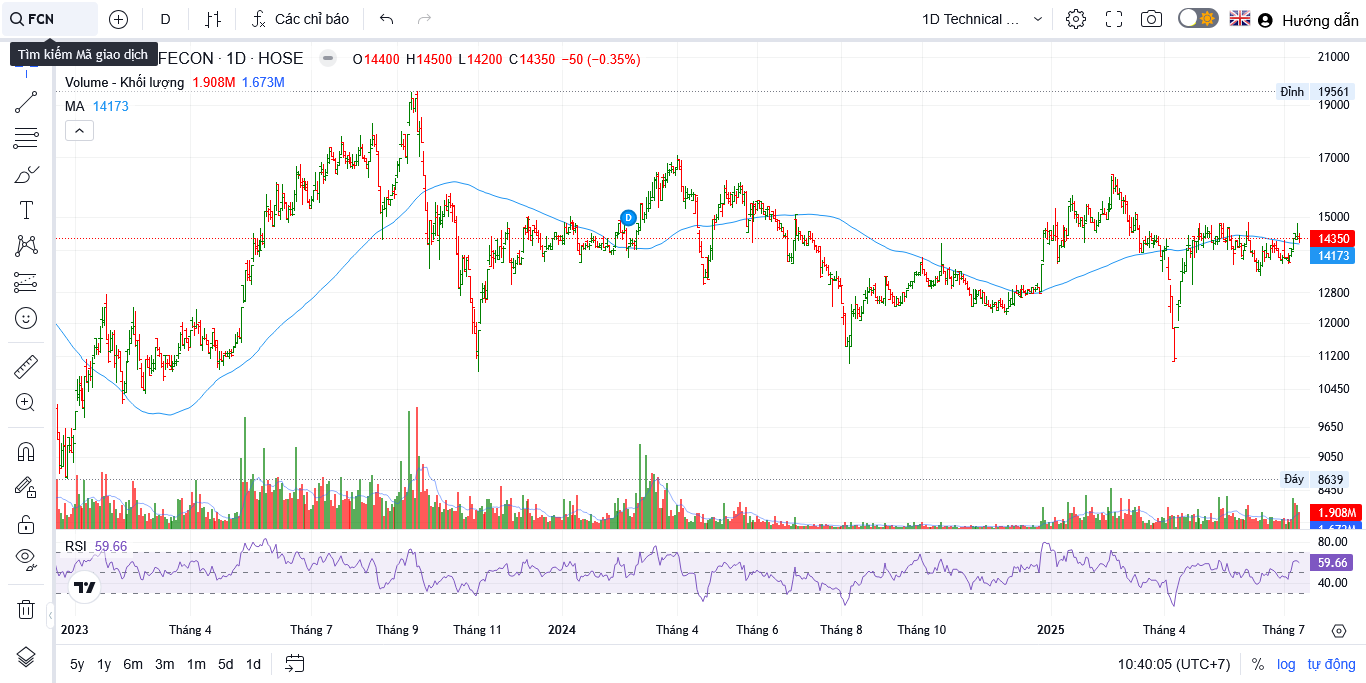 FCN D Các chỉ báo 1D Technical ... Hướng dẫn
Tìm kiếm Mã giao dịch
FECON · 1D · HOSE O14400 H14500 L14200 C14350 −50 (−0.35%)
Volume - Khối lượng 1.908M 1.673M
MA 14173
21000
Đỉnh 19561
19000
17000
D
15000
14350
14173
12800
12000
11200
10450
9650
9050
Đáy 8639
8450
1.908M
1.673M
RSI 59.66
80.00
59.66
40.00
2023 Tháng 4 Tháng 7 Tháng 9 Tháng 11 2024 Tháng 4 Tháng 6 Tháng 8 Tháng 10 2025 Tháng 4 Tháng 7
5y 1y 6m 3m 1m 5d 1d 10:40:05 (UTC+7) % log tự động